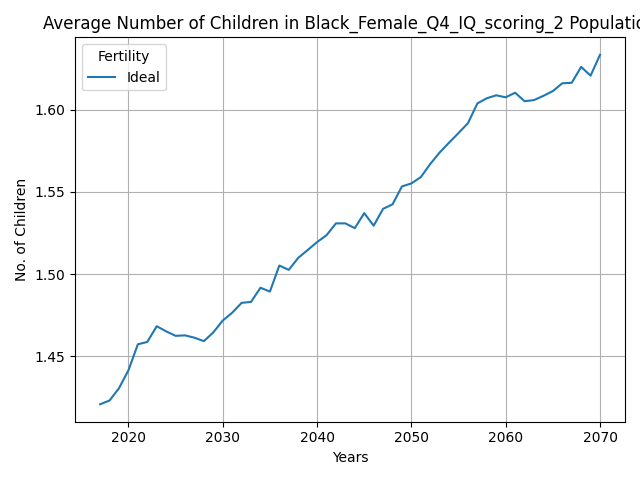 Average Number of Children in Black_Female_Q4_IQ_scoring_2 Populatio
Fertility
Ideal
No. of Children
1.60
1.55
1.50
1.45
2020 2030 2040 2050 2060 2070
Years